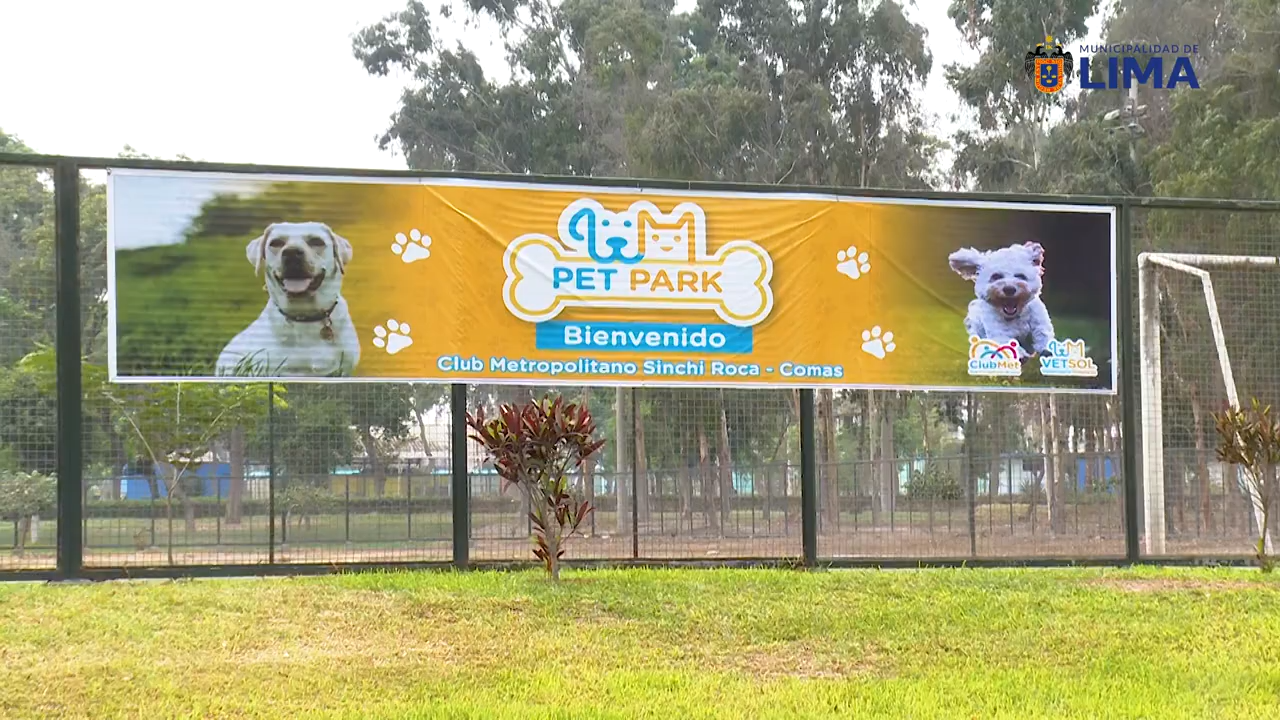 MUNICIPALIDAD DE
LIMA
PET PARK
Bienvenido
Club Metropolitano Sinchi Roca - Comas
ClubMet
VETSOL